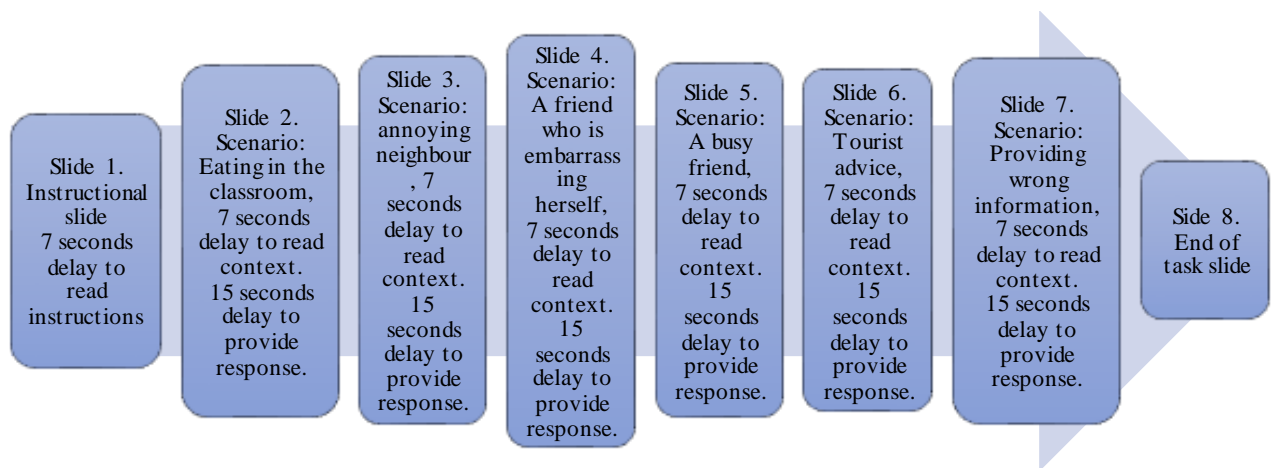 Slide 1.
Instructional
slide
7 seconds
delay to
read
instructions
Slide 2.
Scenario:
Eating in the
classroom,
7 seconds
delay to read
context.
15 seconds
delay to
provide
response.
Slide 3.
Scenario:
annoying
neighbour
, 7
seconds
delay to
read
context.
15
seconds
delay to
provide
response.
Slide 4.
Scenario:
A friend
who is
embarrass
ing
herself,
7 seconds
delay to
read
context.
15
seconds
delay to
provide
response.
Slide 5.
Scenario:
A busy
friend,
7 seconds
delay to
read
context.
15
seconds
delay to
provide
response.
Slide 6.
Scenario:
Tourist
advice,
7 seconds
delay to
read
context.
15
seconds
delay to
provide
response.
Slide 7.
Scenario:
Providing
wrong
information,
7 seconds
delay to read
context.
15 seconds
delay to
provide
response.
Side 8.
End of
task slide